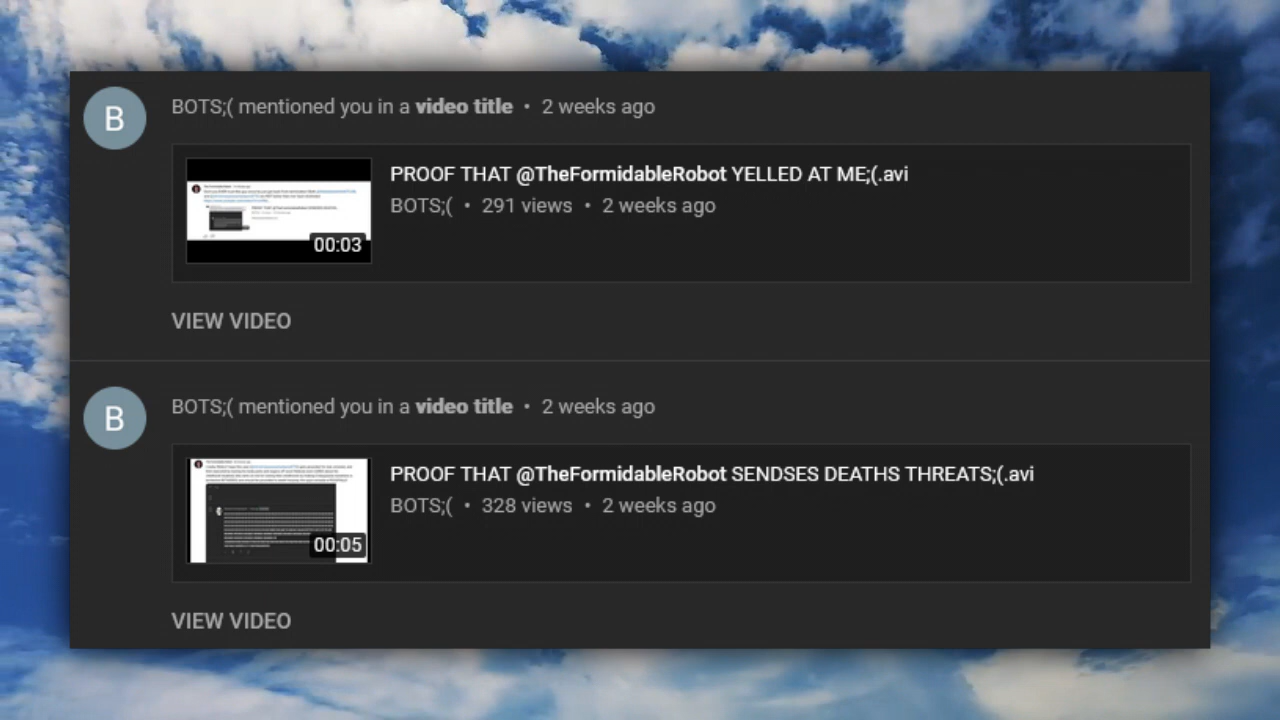 B
BOTS;( mentioned you in a video title • 2 weeks ago
PROOF THAT @TheFormidableRobot YELLED AT ME;(.avi
BOTS;( • 291 views • 2 weeks ago
00:03
VIEW VIDEO
B
BOTS;( mentioned you in a video title • 2 weeks ago
PROOF THAT @TheFormidableRobot SENDSES DEATHS THREATS;(.avi
BOTS;( • 328 views • 2 weeks ago
00:05
VIEW VIDEO